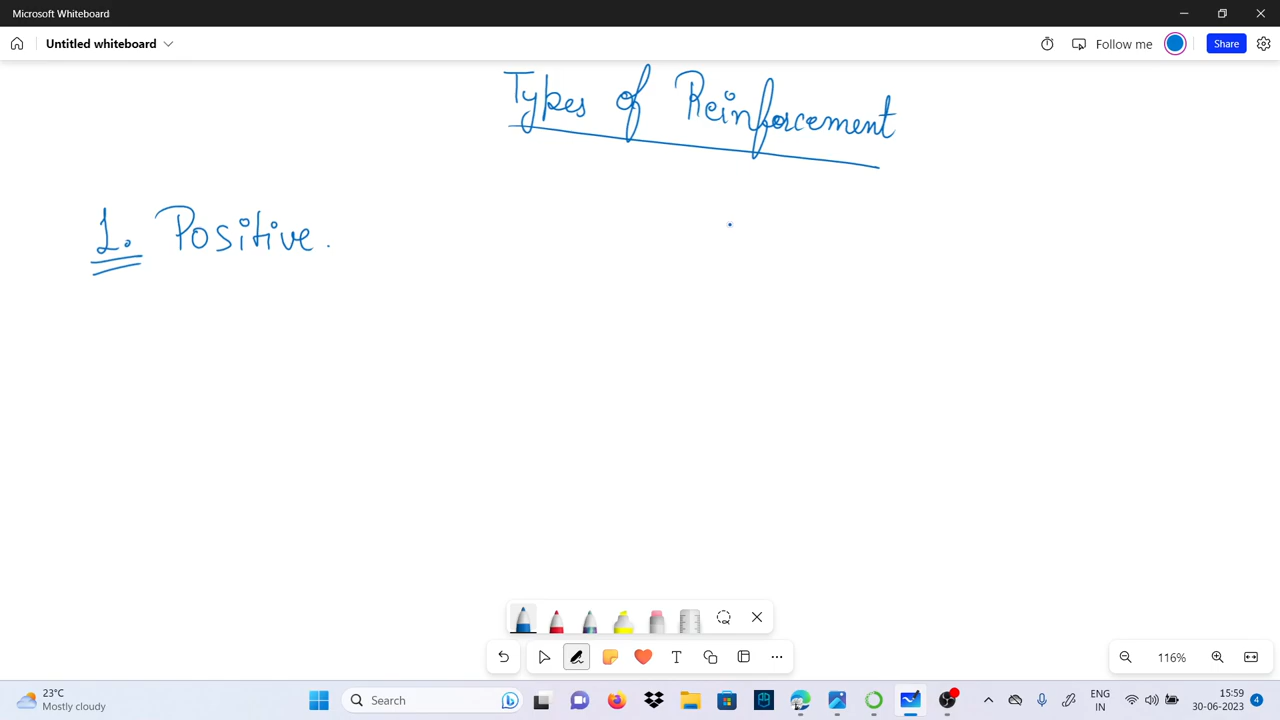 Microsoft Whiteboard
Untitled whiteboard
Follow me
Share
Types of Reinforcement
1. Positive.
116%
23°C
Mostly cloudy
Search
ENG
IN
15:59
30-06-2023
4